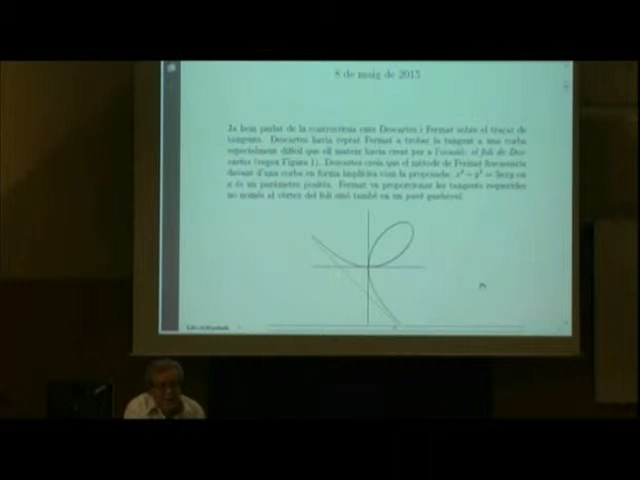 8 de maig de 2015
Ja hem parlat de la controvèrsia entre Descartes i Fermat sobre el traçat de
tangents. Descartes havia reptat Fermat a trobar la tangent a una corba
especialment difícil que ell mateix havia creat per a l'ocasió: el foli de Des-
cartes (vegeu Figura 1). Descartes creia que el mètode de Fermat fracassaria
davant d'una corba en forma implícita com la proposada: x³ + y³ = 3axy on
a és un paràmetre positiu. Fermat va proporcionar les tangents requerides
no només al vèrtex del foli sinó també en un punt qualsevol.